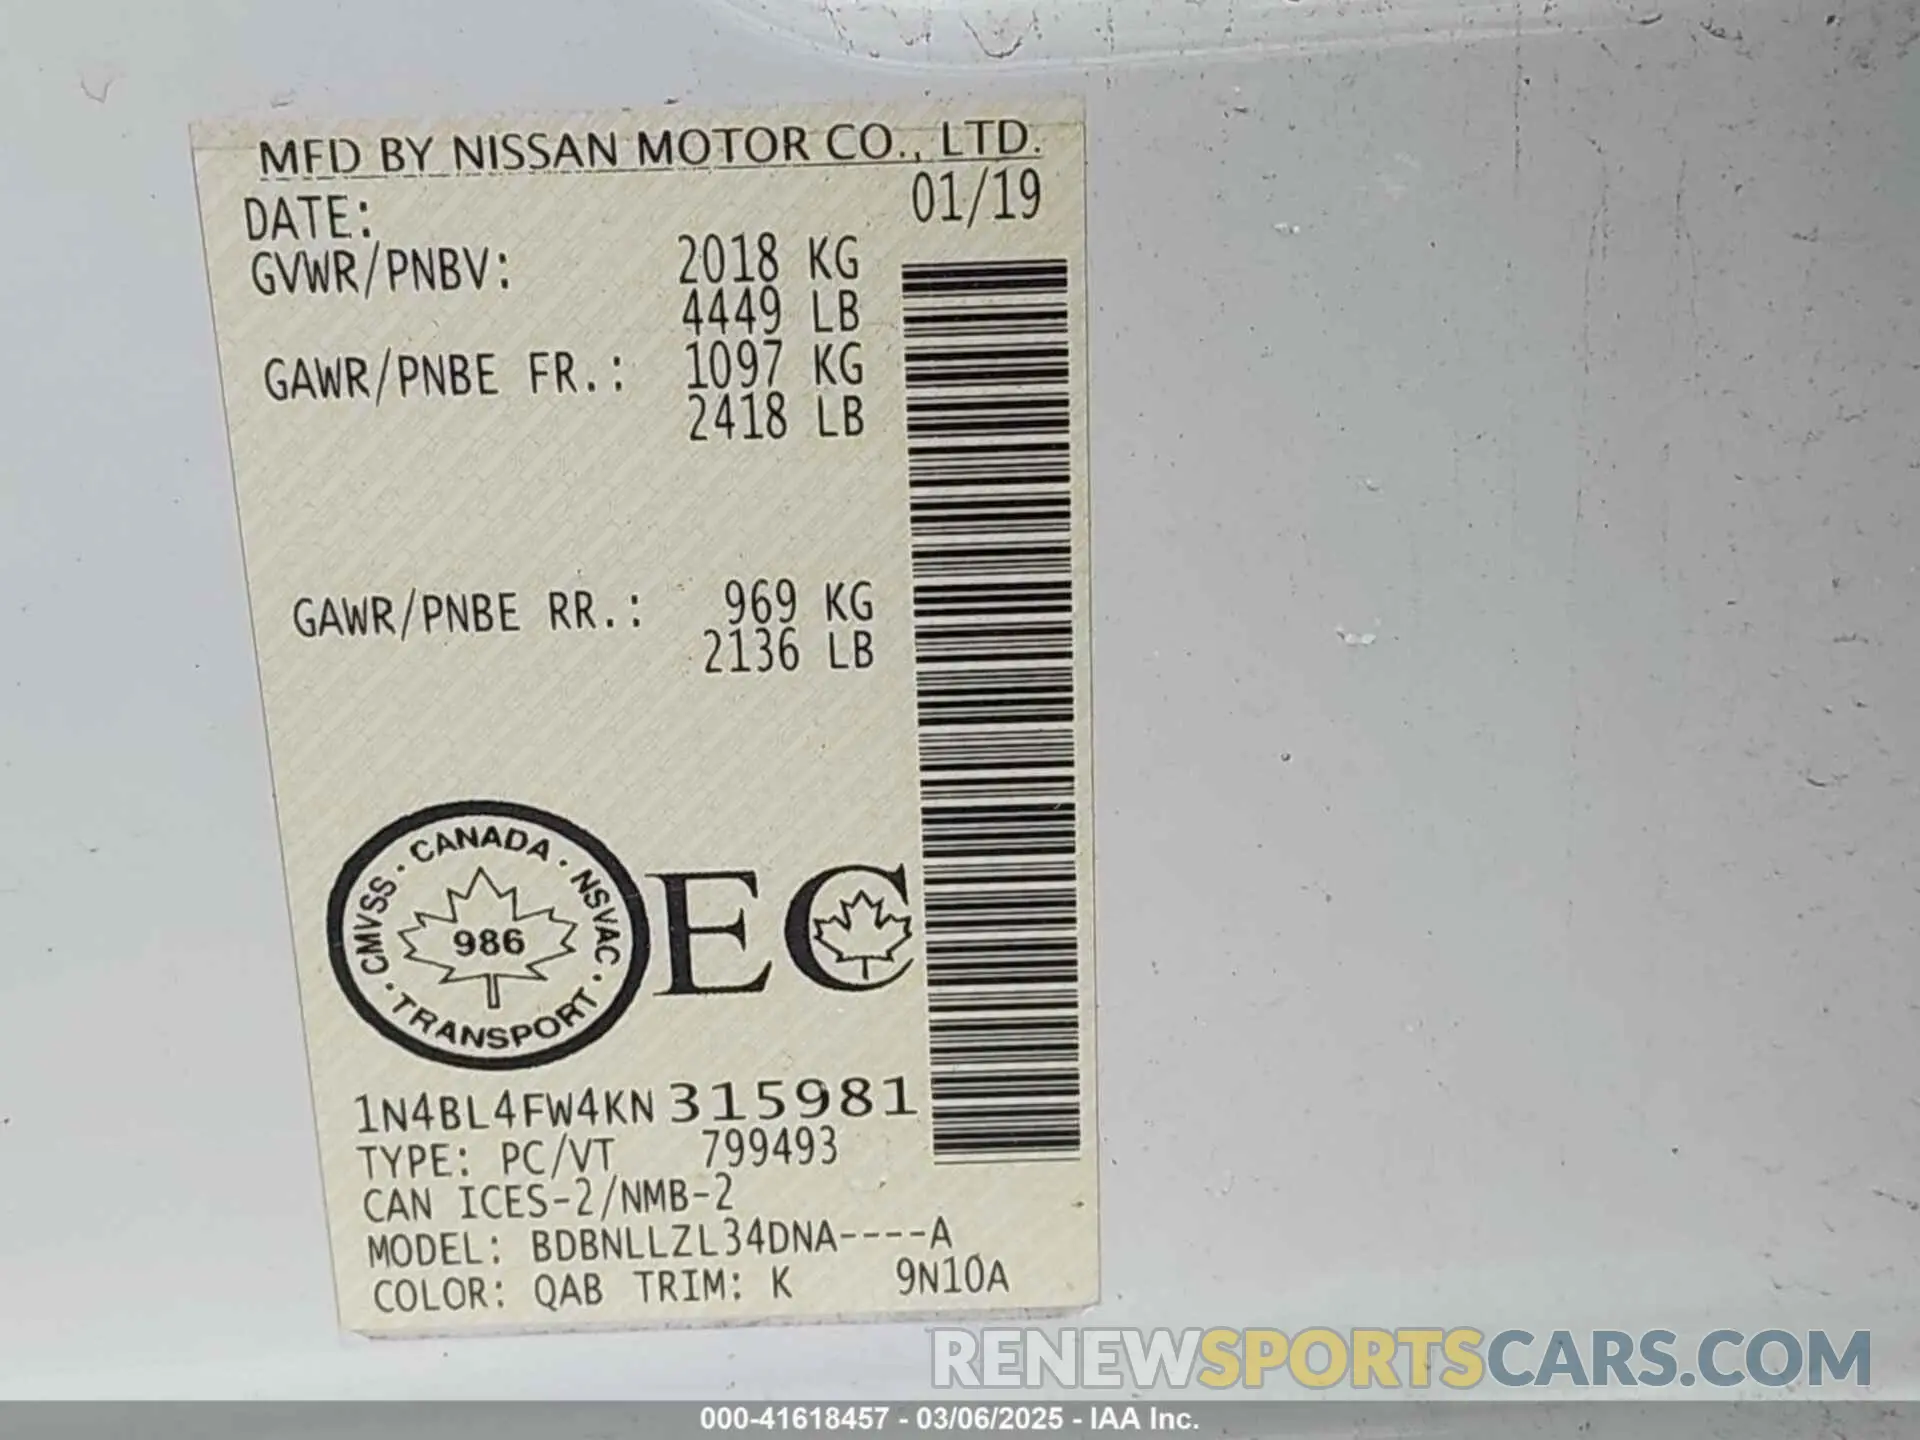 MFD BY NISSAN MOTOR CO., LTD.
DATE: 01/19
GVWR/PNBV: 2018 KG
4449 LB
GAWR/PNBE FR.: 1097 KG
2418 LB
GAWR/PNBE RR.: 969 KG
2136 LB
· CMVSS · CANADA · NSVAC · TRANSPORT
986
EC
1N4BL4FW4KN315981
TYPE: PC/VT 799493
CAN ICES-2/NMB-2
MODEL: BDBNLLZL34DNA----A
COLOR: QAB TRIM: K 9N10A
RENEWSPORTSCARS.COM
000-41618457 - 03/06/2025 - IAA Inc.